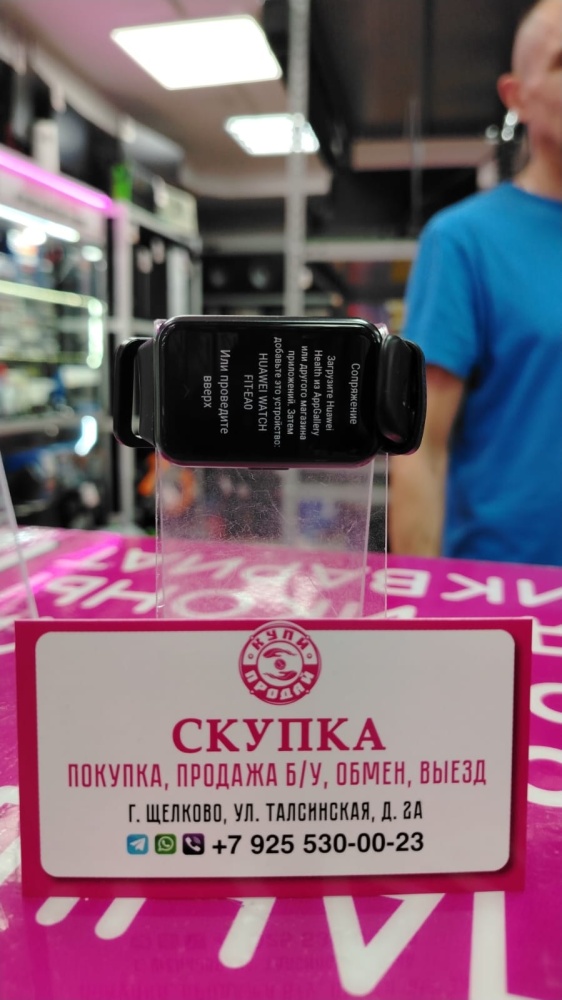 Сопряжение
Загрузите Huawei
Health из AppGallery
или другого магазина
приложений. Затем
добавьте это устройство:
HUAWEI WATCH
FIT-EA0
Или проведите
вверх
КУПИ
ПРОДАЙ
СКУПКА
ПОКУПКА, ПРОДАЖА Б/У, ОБМЕН, ВЫЕЗД
Г. ЩЕЛКОВО, УЛ. ТАЛСИНСКАЯ, Д. 2А
+7 925 530-00-23